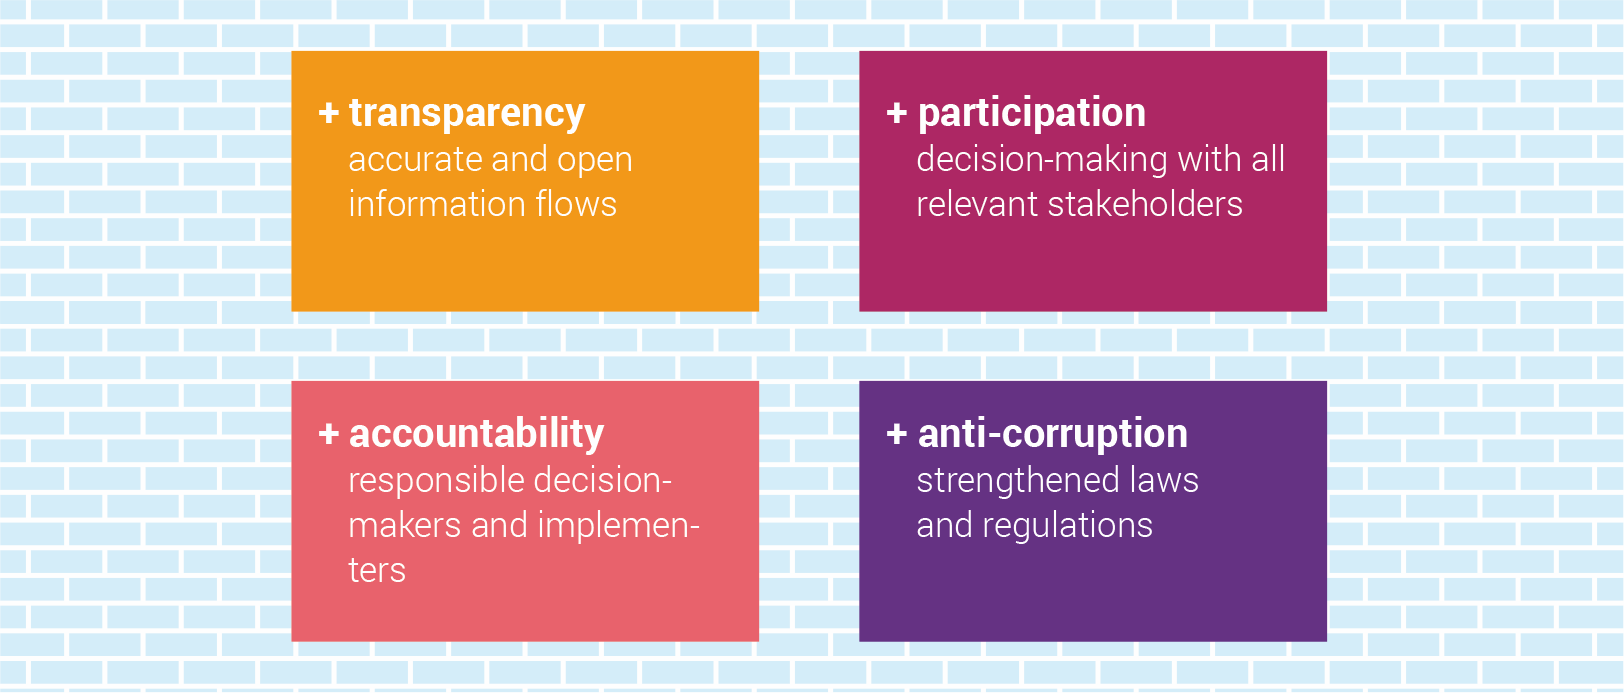 + transparency
accurate and open
information flows
+ participation
decision-making with all
relevant stakeholders
+ accountability
responsible decision-
makers and implemen-
ters
+ anti-corruption
strengthened laws
and regulations